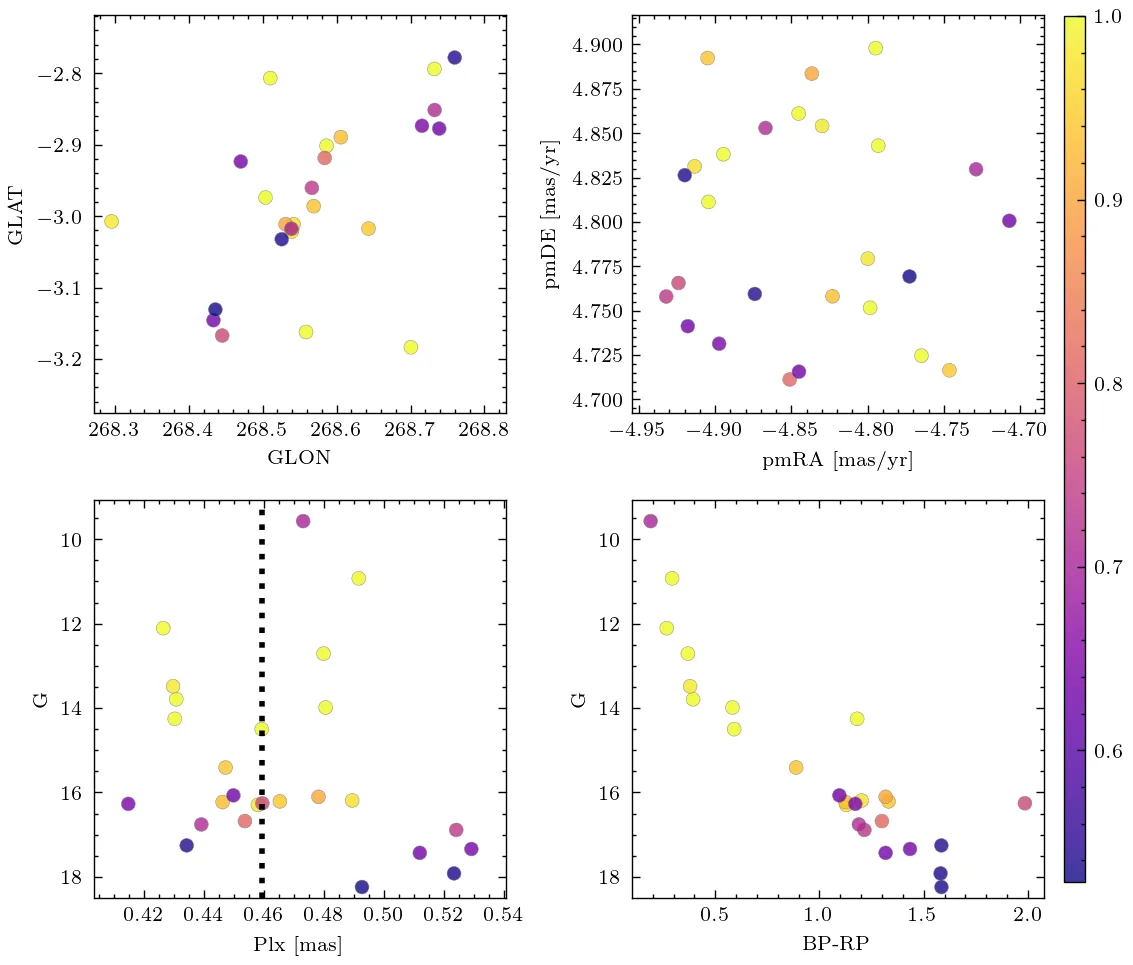 −2.8
−2.9
−3.0
−3.1
−3.2
GLAT
268.3 268.4 268.5 268.6 268.7 268.8
GLON
4.900
4.875
4.850
4.825
4.800
4.775
4.750
4.725
4.700
pmDE [mas/yr]
−4.95 −4.90 −4.85 −4.80 −4.75 −4.70
pmRA [mas/yr]
1.0
0.9
0.8
0.7
0.6
10
12
14
16
18
G
0.42 0.44 0.46 0.48 0.50 0.52 0.54
Plx [mas]
10
12
14
16
18
G
0.5 1.0 1.5 2.0
BP-RP